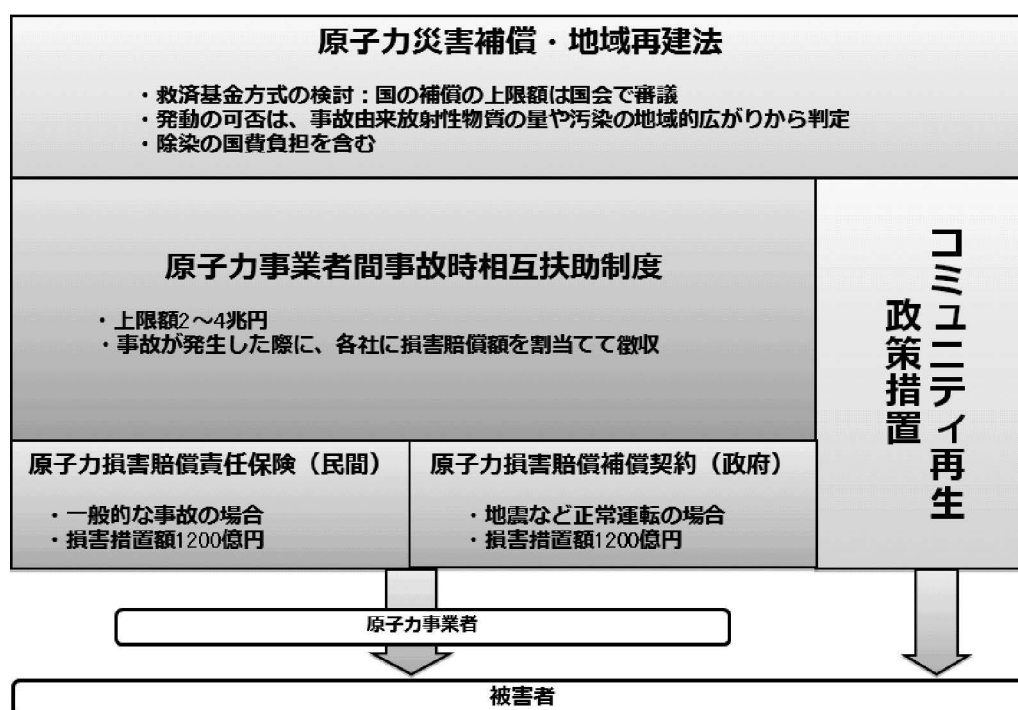 原子力災害補償・地域再建法
・救済基金方式の検討：国の補償の上限額は国会で審議
・発動の可否は、事故由来放射性物質の量や汚染の地域的広がりから判定
・除染の国費負担を含む
原子力事業者間事故時相互扶助制度
・上限額2～4兆円
・事故が発生した際に、各社に損害賠償額を割当てて徴収
コミュニティ再生
政策措置
原子力損害賠償責任保険（民間）
・一般的な事故の場合
・損害措置額1200億円
原子力損害賠償補償契約（政府）
・地震など正常運転の場合
・損害措置額1200億円
原子力事業者
被害者